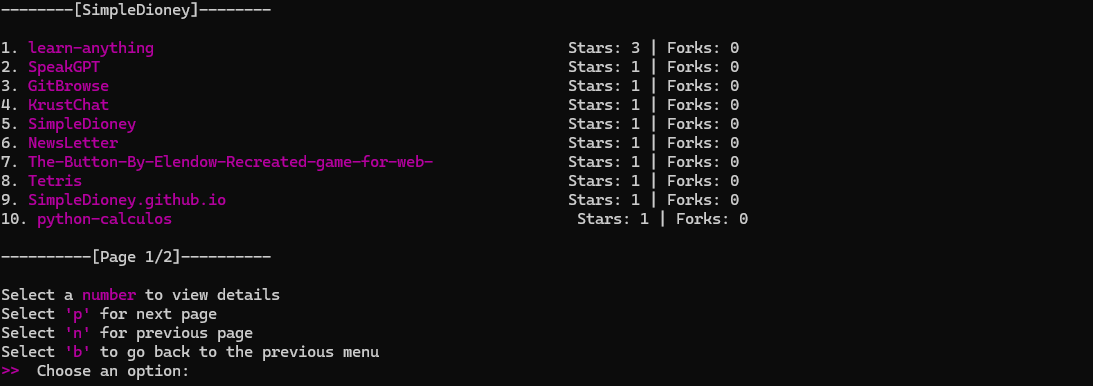 --------[SimpleDioney]--------
1. learn-anything Stars: 3 | Forks: 0
2. SpeakGPT Stars: 1 | Forks: 0
3. GitBrowse Stars: 1 | Forks: 0
4. KrustChat Stars: 1 | Forks: 0
5. SimpleDioney Stars: 1 | Forks: 0
6. NewsLetter Stars: 1 | Forks: 0
7. The-Button-By-Elendow-Recreated-game-for-web- Stars: 1 | Forks: 0
8. Tetris Stars: 1 | Forks: 0
9. SimpleDioney.github.io Stars: 1 | Forks: 0
10. python-calculos Stars: 1 | Forks: 0
----------[Page 1/2]----------
Select a number to view details
Select 'p' for next page
Select 'n' for previous page
Select 'b' to go back to the previous menu
>> Choose an option: